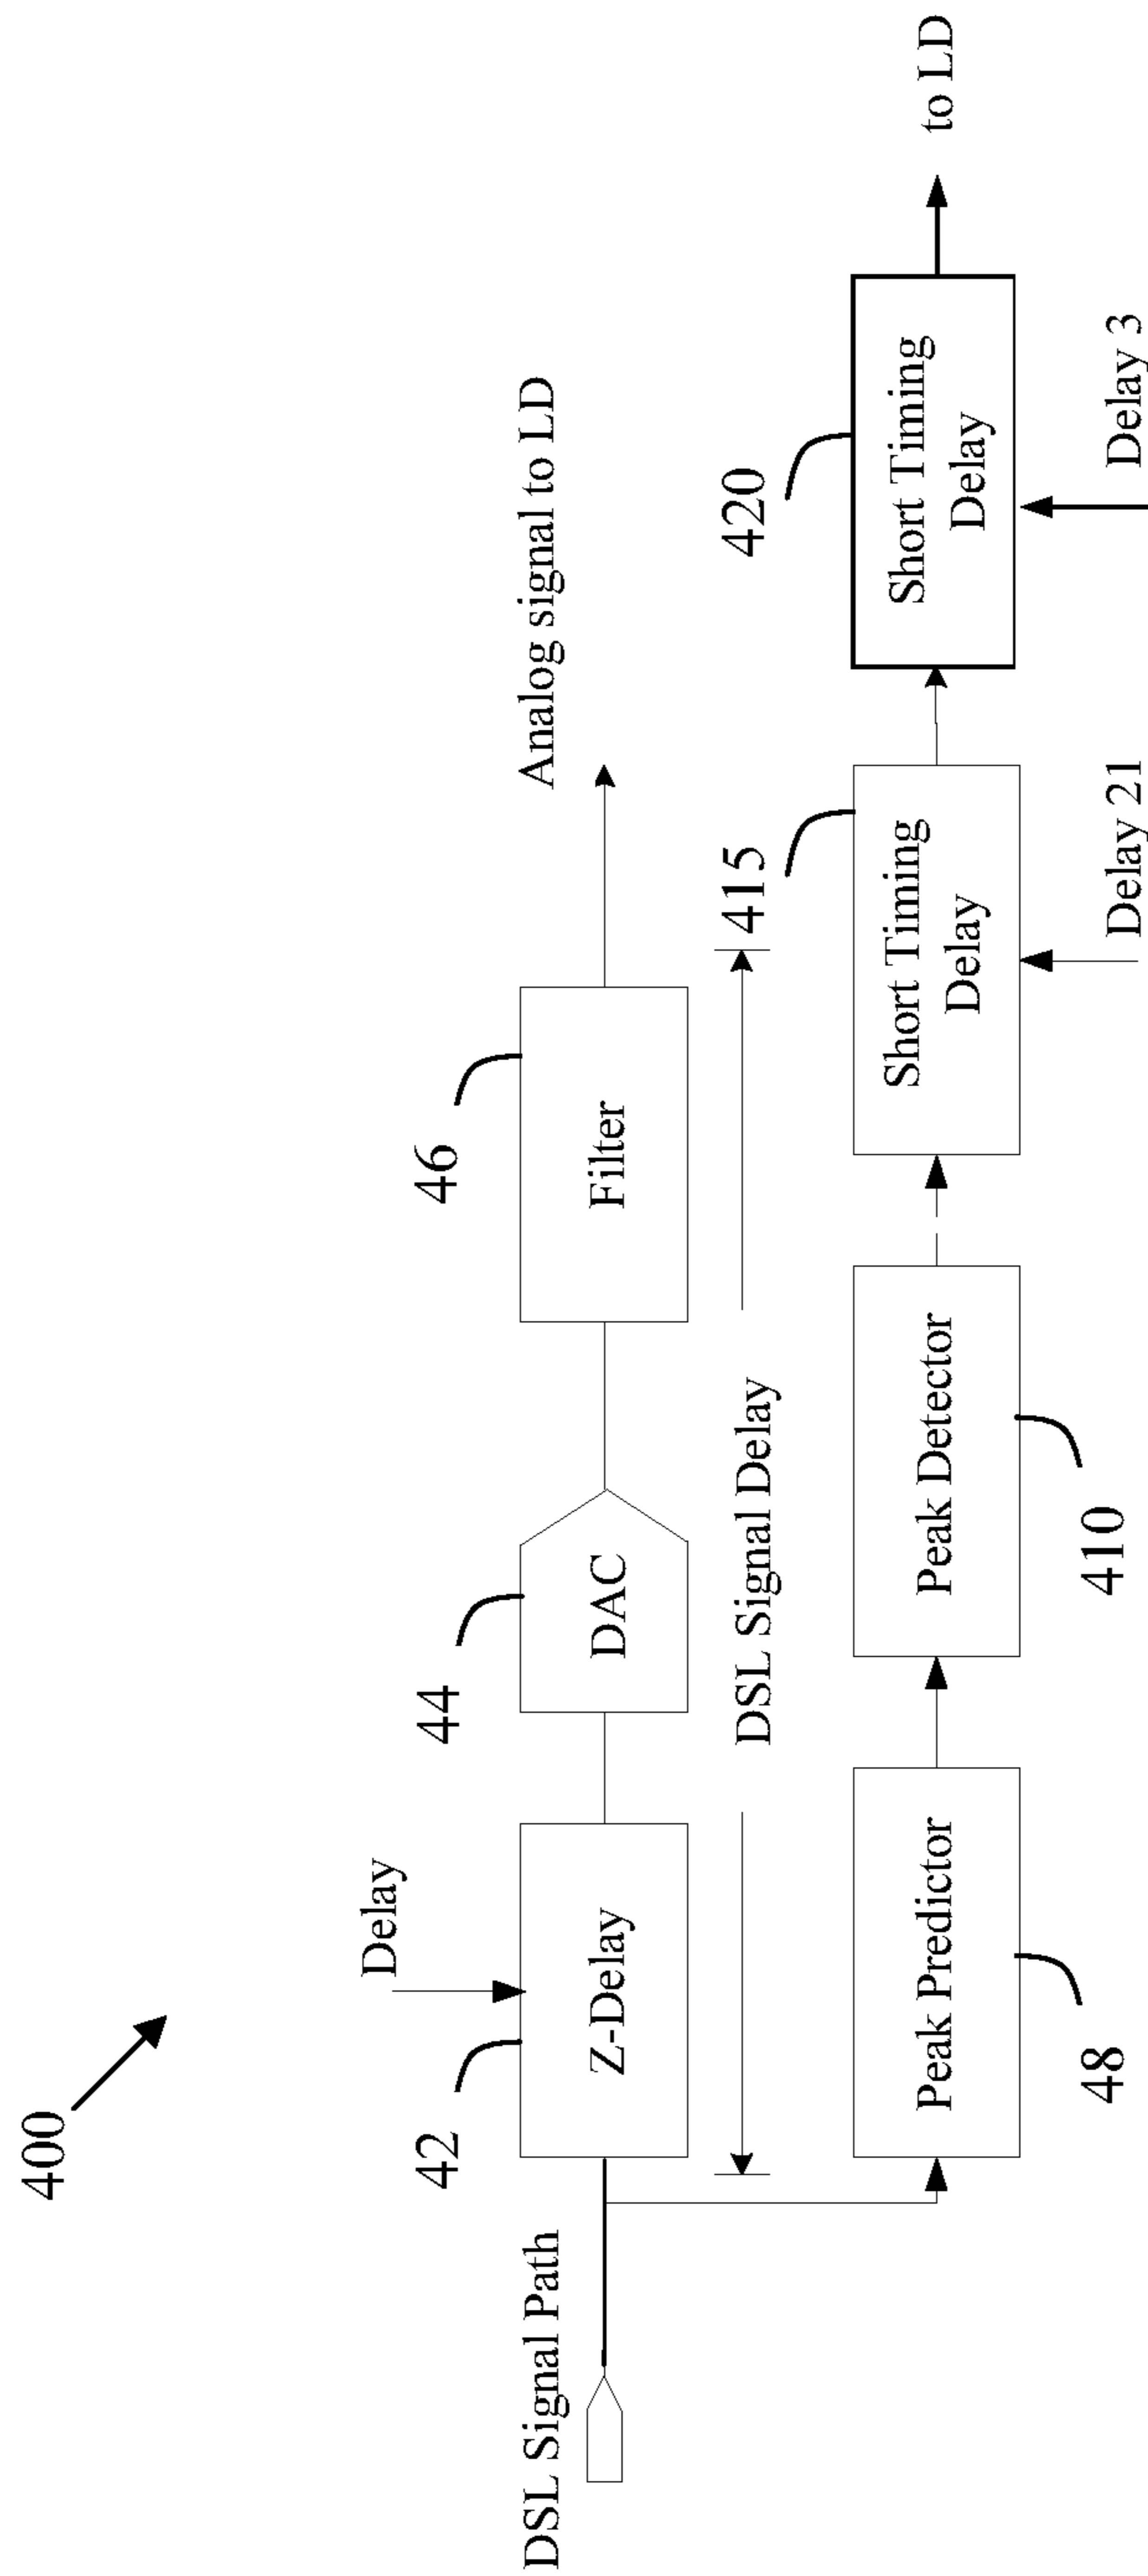 400
DSL Signal Path
42
Delay
Z-Delay
44
DAC
46
Filter
Analog signal to LD
DSL Signal Delay
48
Peak Predictor
410
Peak Detector
415
Short Timing
Delay
Delay 21
420
Short Timing
Delay
Delay 3
to LD